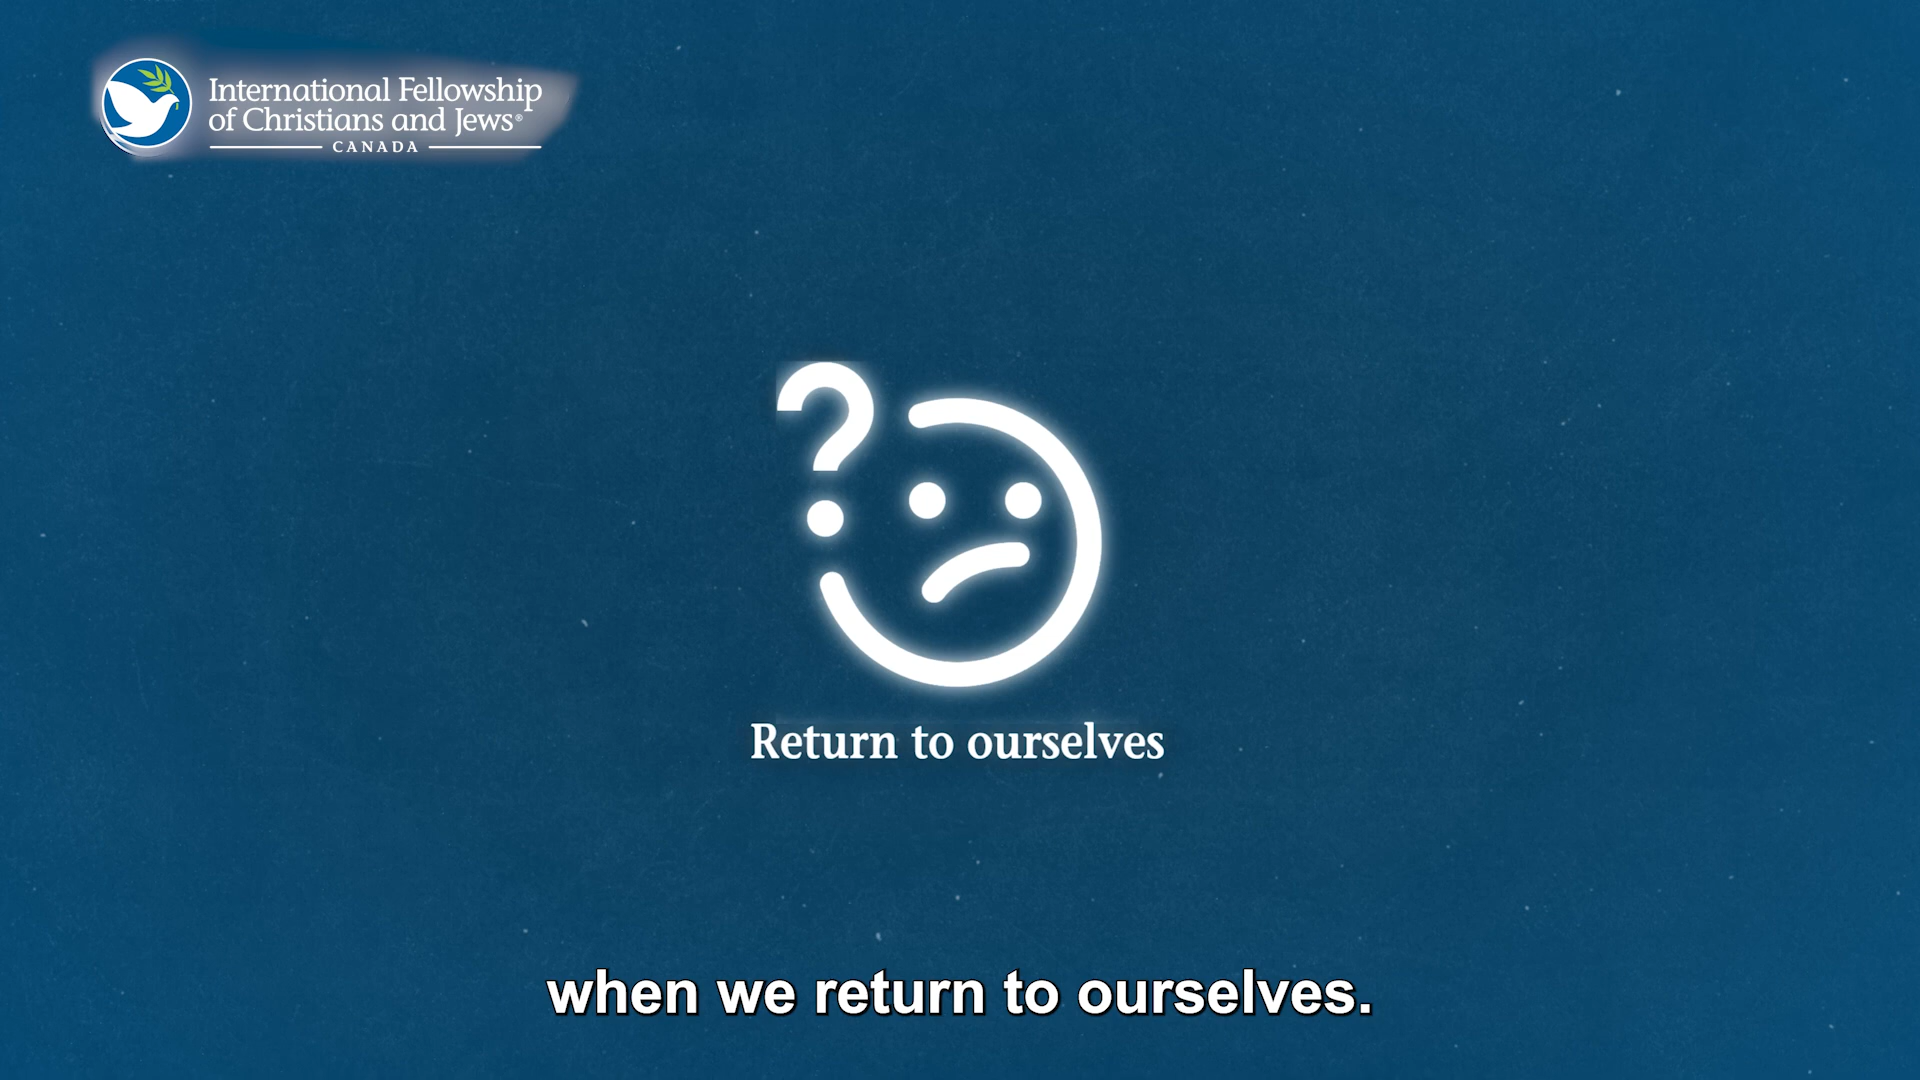 International Fellowship
of Christians and Jews®
CANADA
?
Return to ourselves
when we return to ourselves.